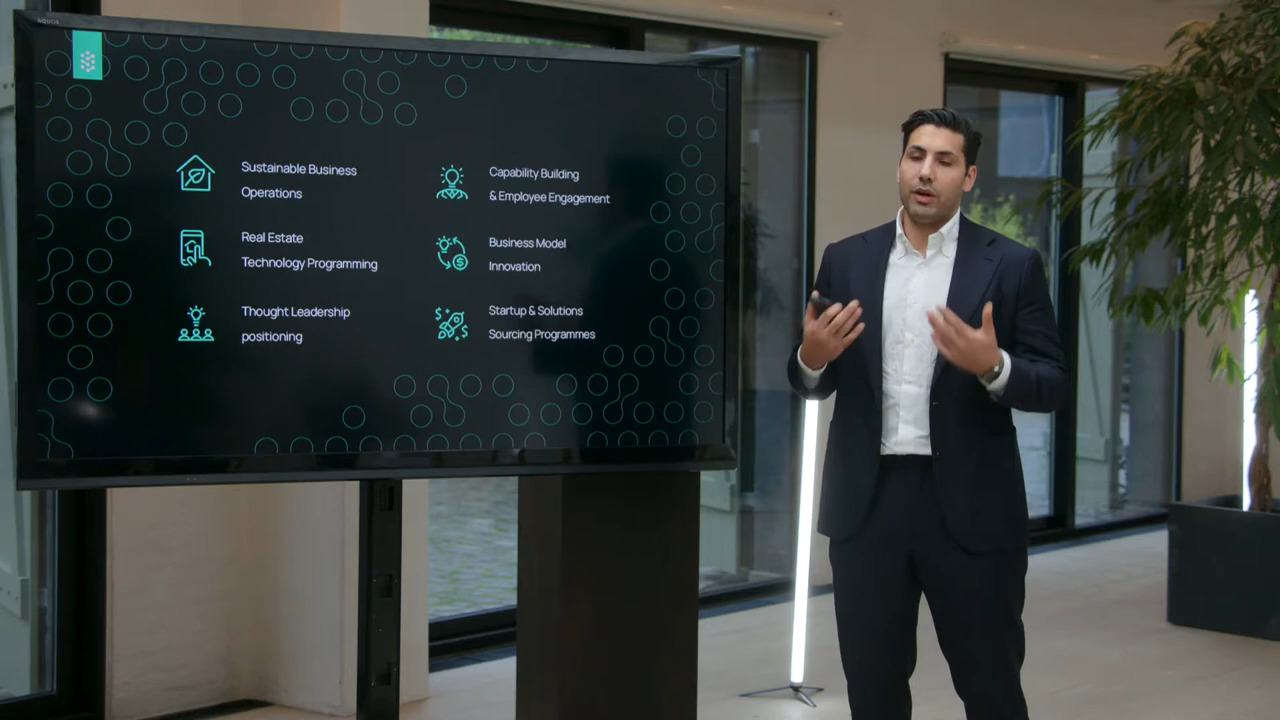 AQUOS
Sustainable Business
Operations
Capability Building
& Employee Engagement
Real Estate
Technology Programming
Business Model
Innovation
Thought Leadership
positioning
Startup & Solutions
Sourcing Programmes